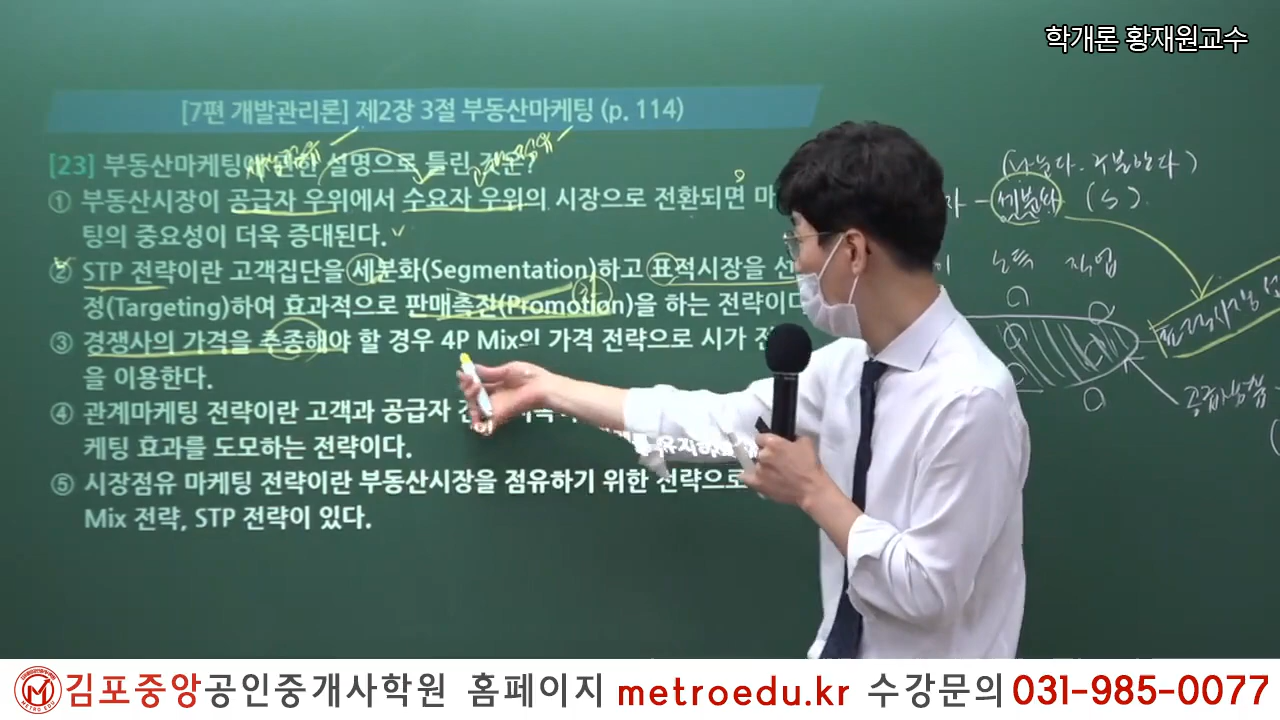 학개론 황재원교수
[7편 개발관리론] 제2장 3절 부동산마케팅 (p. 114)
[23] 부동산마케팅에 관한 설명으로 틀린 것은?
① 부동산시장이 공급자 우위에서 수요자 우위의 시장으로 전환되면 마
팅의 중요성이 더욱 증대된다.
② STP 전략이란 고객집단을 세분화(Segmentation)하고 표적시장을 선
정(Targeting)하여 효과적으로 판매촉진(Promotion)을 하는 전략이다
③ 경쟁사의 가격을 추종해야 할 경우 4P Mix의 가격 전략으로 시가 전
을 이용한다.
④ 관계마케팅 전략이란 고객과 공급자 간
케팅 효과를 도모하는 전략이다.
⑤ 시장점유 마케팅 전략이란 부동산시장을 점유하기 위한 전략으로
Mix 전략, STP 전략이 있다.
(나눈다. 구분한다)
자 - 세분화 (S)
소득 직업
김포중앙공인중개사학원 홈페이지 metroedu.kr 수강문의 031-985-0077